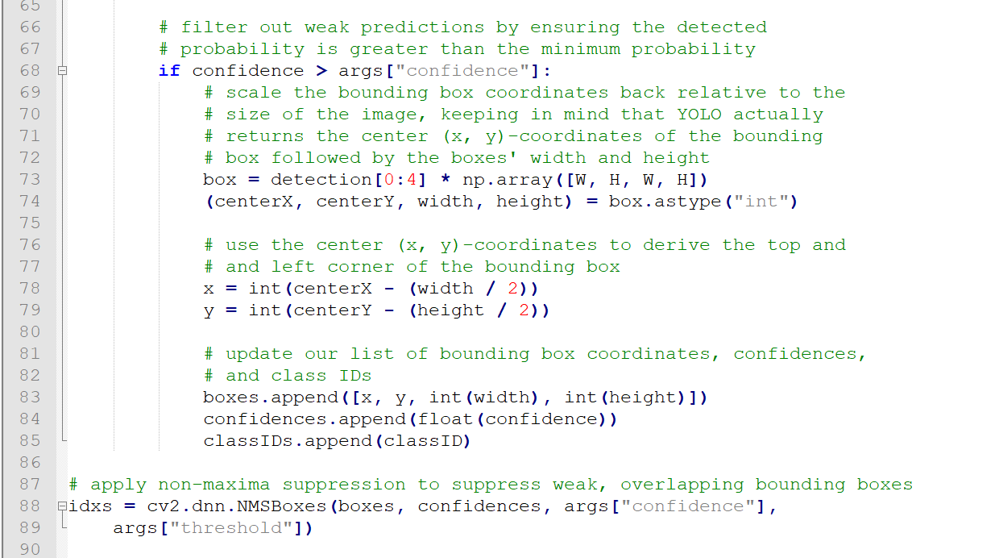 65
66 # filter out weak predictions by ensuring the detected
67 # probability is greater than the minimum probability
68 if confidence > args["confidence"]:
69 # scale the bounding box coordinates back relative to the
70 # size of the image, keeping in mind that YOLO actually
71 # returns the center (x, y)-coordinates of the bounding
72 # box followed by the boxes' width and height
73 box = detection[0:4] * np.array([W, H, W, H])
74 (centerX, centerY, width, height) = box.astype("int")
75
76 # use the center (x, y)-coordinates to derive the top and
77 # and left corner of the bounding box
78 x = int(centerX - (width / 2))
79 y = int(centerY - (height / 2))
80
81 # update our list of bounding box coordinates, confidences,
82 # and class IDs
83 boxes.append([x, y, int(width), int(height)])
84 confidences.append(float(confidence))
85 classIDs.append(classID)
86
87 # apply non-maxima suppression to suppress weak, overlapping bounding boxes
88 idxs = cv2.dnn.NMSBoxes(boxes, confidences, args["confidence"],
89 args["threshold"])
90